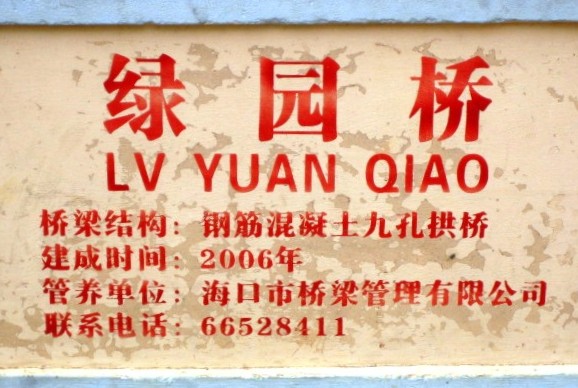 绿园桥
LV YUAN QIAO
桥梁结构：钢筋混凝土九孔拱桥
建成时间：2006年
管养单位：海口市桥梁管理有限公司
联系电话：66528411